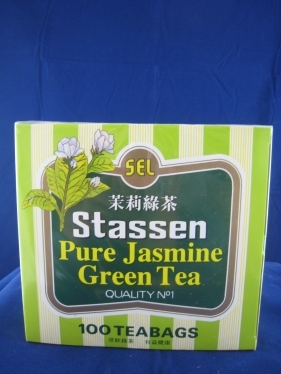 SEL
茉莉綠茶
Stassen
Pure Jasmine
Green Tea
QUALITY Nº1
100 TEABAGS